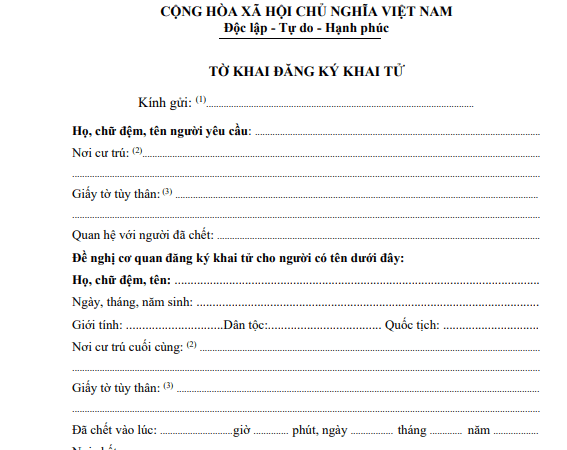 CỘNG HÒA XÃ HỘI CHỦ NGHĨA VIỆT NAM
Độc lập - Tự do - Hạnh phúc
TỜ KHAI ĐĂNG KÝ KHAI TỬ
Kính gửi: (1)......................................................................
Họ, chữ đệm, tên người yêu cầu: ......................................................................
Nơi cư trú: (2)......................................................................
......................................................................
Giấy tờ tùy thân: (3) ......................................................................
......................................................................
Quan hệ với người đã chết: ......................................................................
Đề nghị cơ quan đăng ký khai tử cho người có tên dưới đây:
Họ, chữ đệm, tên: ......................................................................
Ngày, tháng, năm sinh: ......................................................................
Giới tính: ..............................Dân tộc:................................... Quốc tịch: .............................
Nơi cư trú cuối cùng: (2) ......................................................................
......................................................................
Giấy tờ tùy thân: (3) ......................................................................
......................................................................
Đã chết vào lúc: ......................giờ ........... phút, ngày ............. tháng .......... năm ..............